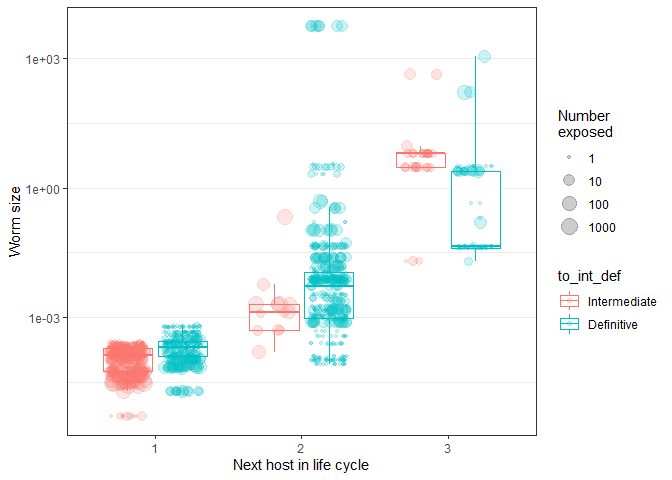 1e+03
1e+00
1e-03
Worm size
1
2
3
Next host in life cycle
Number
exposed
1
10
100
1000
to_int_def
Intermediate
Definitive